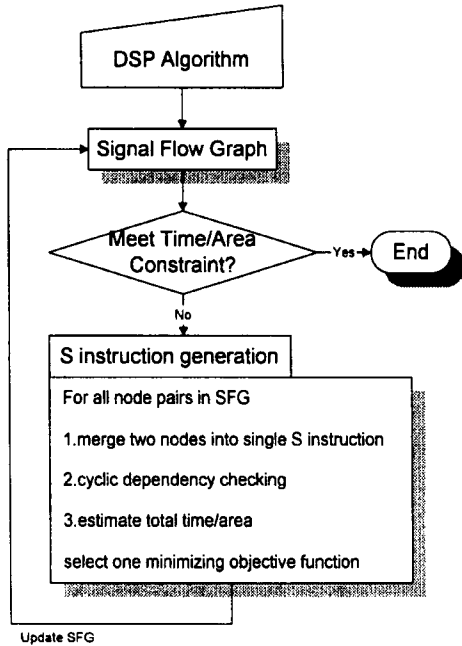 DSP Algorithm
Signal Flow Graph
Meet Time/Area
Constraint?
Yes
End
No
S instruction generation
For all node pairs in SFG
1.merge two nodes into single S instruction
2.cyclic dependency checking
3.estimate total time/area
select one minimizing objective function
Update SFG